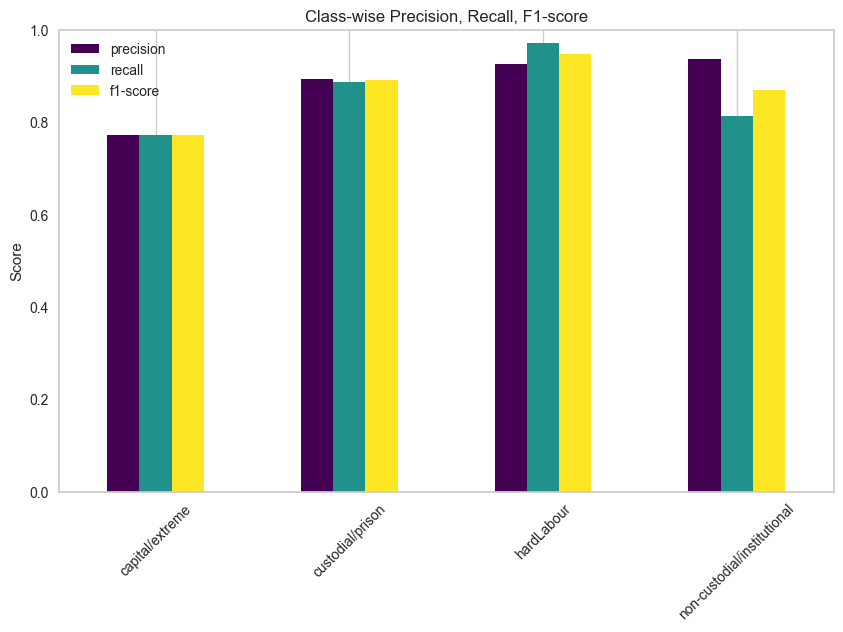 Class-wise Precision, Recall, F1-score
precision
recall
f1-score
Score
1.0
0.8
0.6
0.4
0.2
0.0
capital/extreme
custodial/prison
hardLabour
non-custodial/institutional